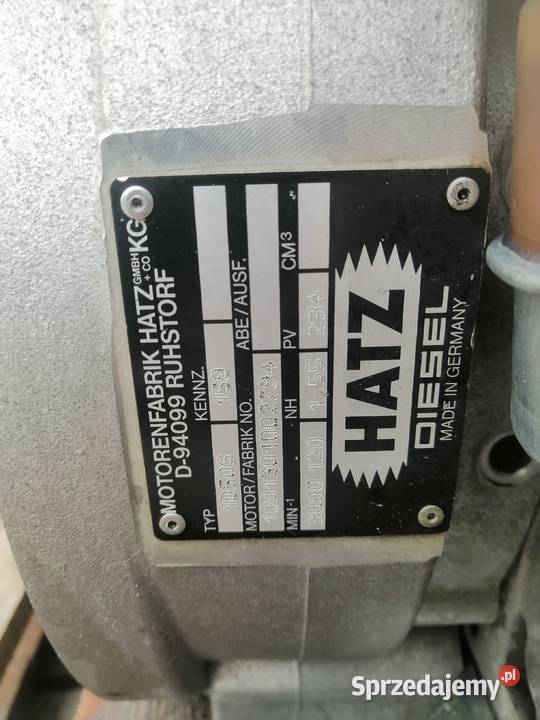 MOTORENFABRIK HATZ GMBH + CO KG
D-94099 RUHSTORF
TYP KENNZ.
159
MOTOR/FABRIK NO. ABE/AUSF.
MIN-1 NH PV CM3
3000 120 1.55 234
HATZ
DIESEL
MADE IN GERMANY
Sprzedajemy.pl